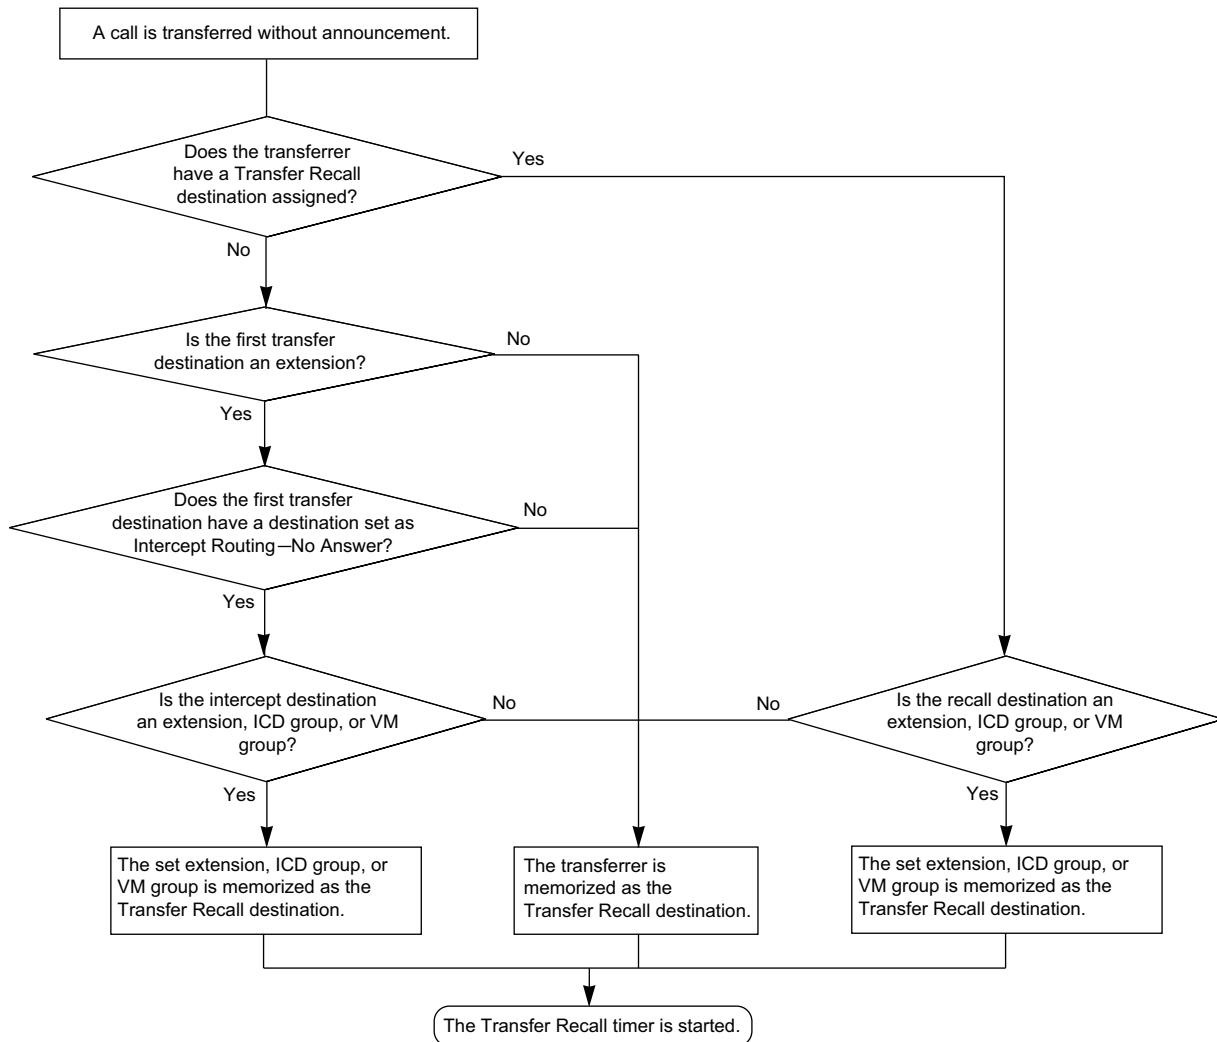 A call is transferred without announcement.
Does the transferrer
have a Transfer Recall
destination assigned?
Yes
No
Is the first transfer
destination an extension?
No
Yes
Does the first transfer
destination have a destination set as
Intercept Routing—No Answer?
No
Yes
Is the intercept destination
an extension, ICD group, or VM
group?
No
Yes
No
Is the recall destination an
extension, ICD group, or VM
group?
Yes
The set extension, ICD group, or
VM group is memorized as the
Transfer Recall destination.
The transferrer is
memorized as the
Transfer Recall destination.
The set extension, ICD group, or
VM group is memorized as the
Transfer Recall destination.
The Transfer Recall timer is started.